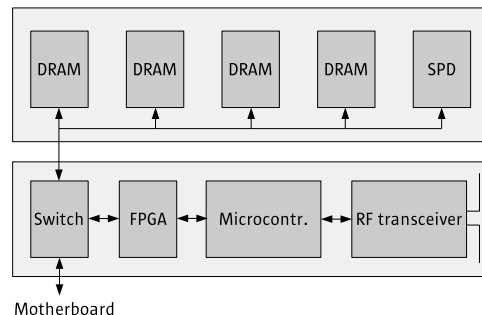 DRAM DRAM DRAM DRAM SPD
Switch FPGA Microcontr. RF transceiver
Motherboard